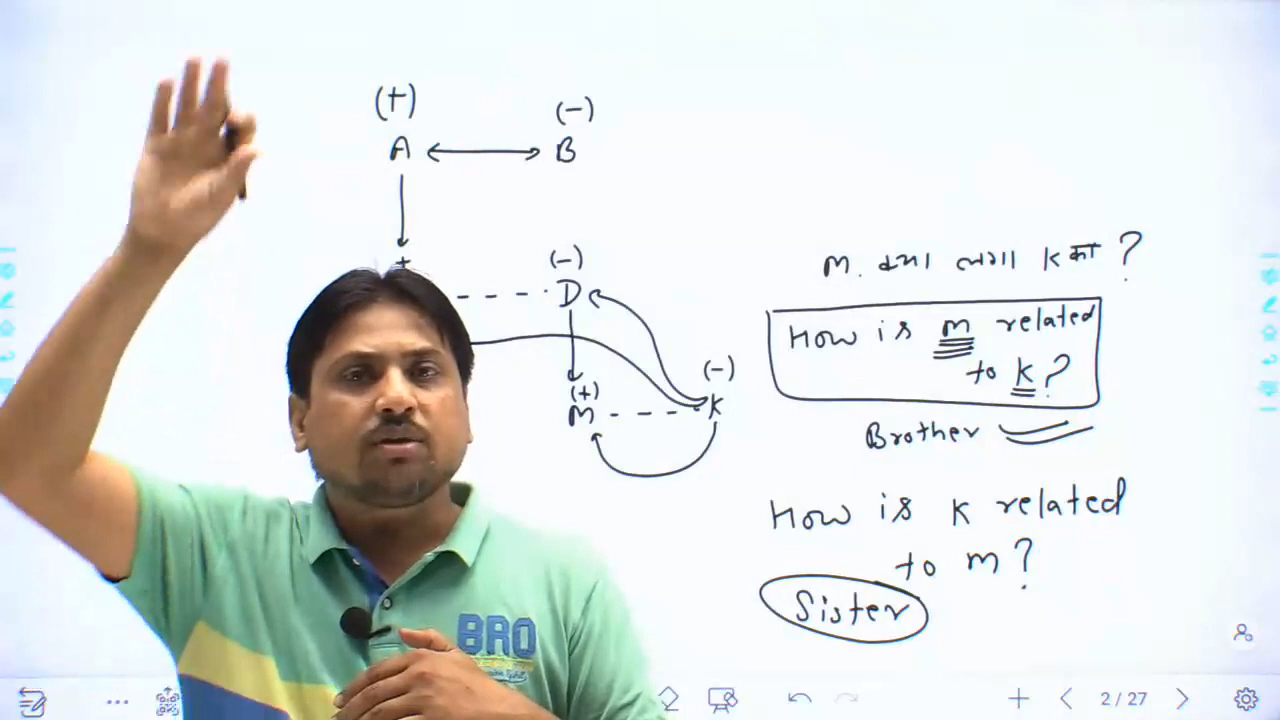 (+) (-)
A B
+ (-)
D
(-)
(+)
M K
M. क्या लगा K का ?
How is m related
to k?
Brother
How is k related
to m?
Sister
BRO
2 / 27